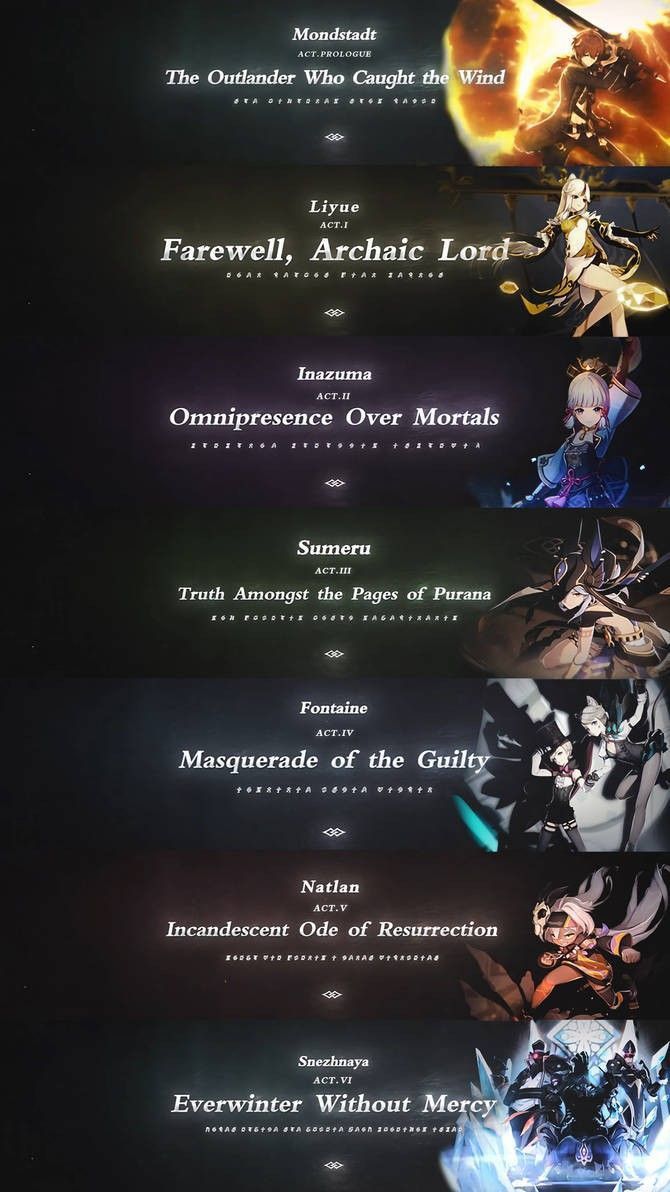 Mondstadt
ACT.PROLOGUE
The Outlander Who Caught the Wind
Liyue
ACT.I
Farewell, Archaic Lord
Inazuma
ACT.II
Omnipresence Over Mortals
Sumeru
ACT.III
Truth Amongst the Pages of Purana
Fontaine
ACT.IV
Masquerade of the Guilty
Natlan
ACT.V
Incandescent Ode of Resurrection
Snezhnaya
ACT.VI
Everwinter Without Mercy